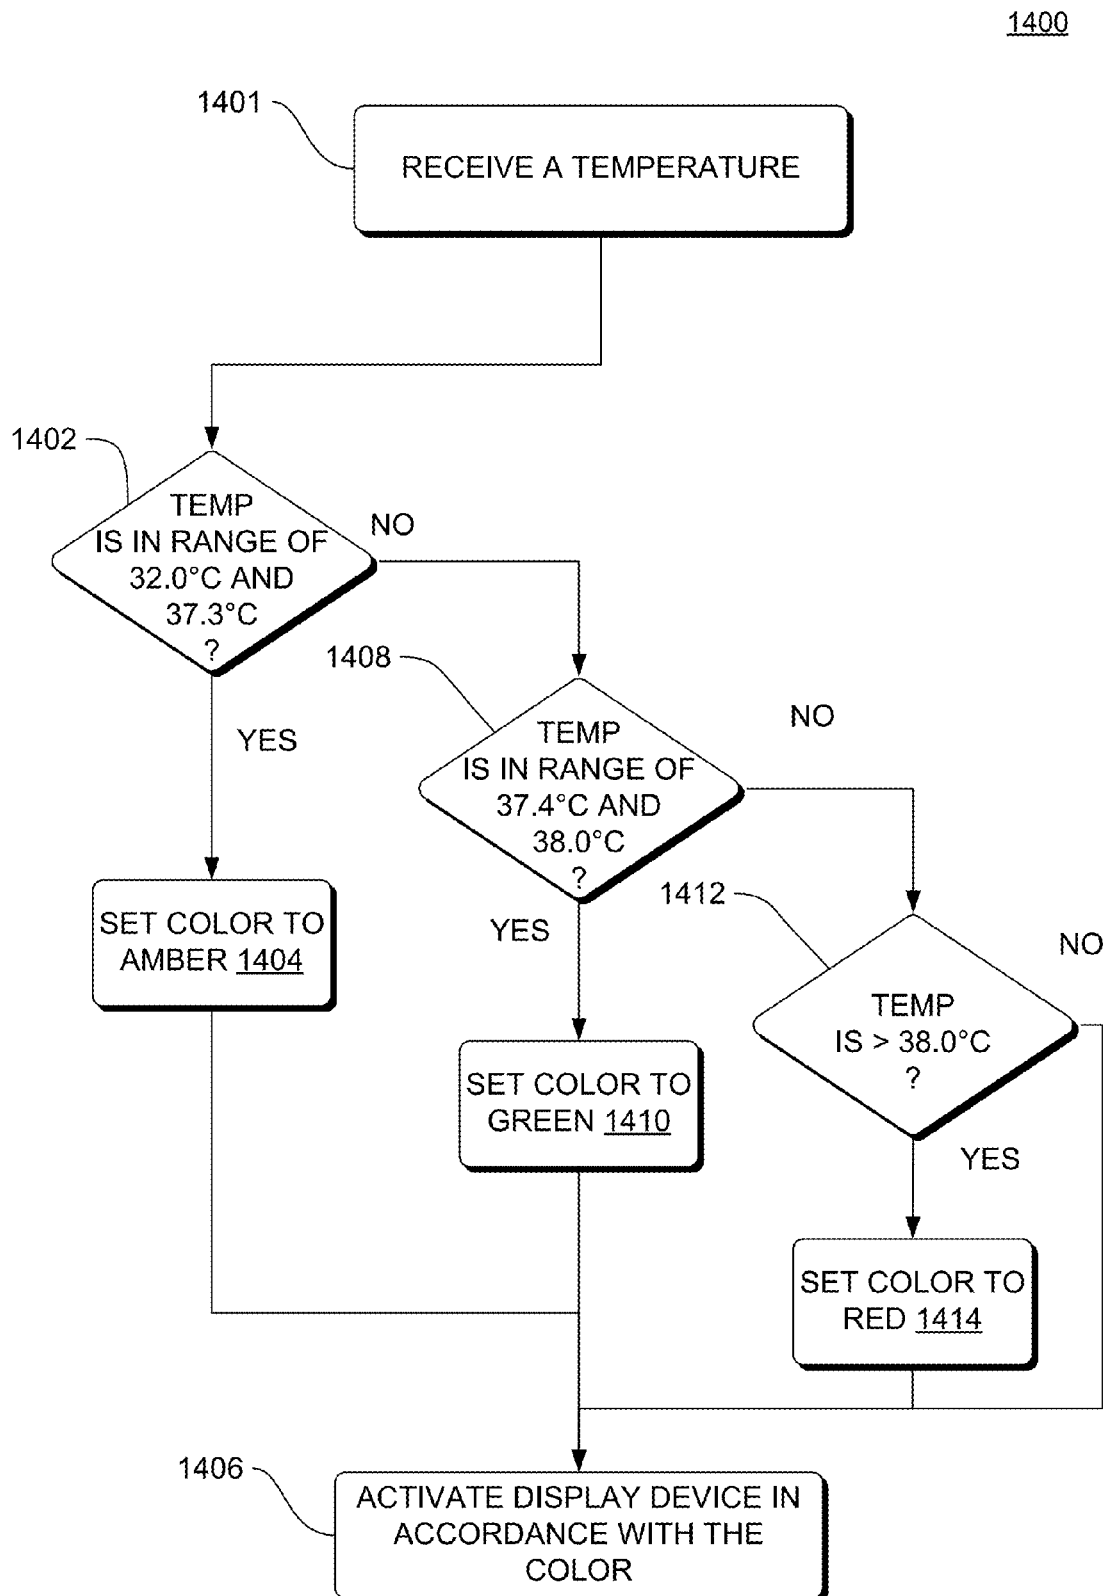 1400
1401
RECEIVE A TEMPERATURE
1402
TEMP
IS IN RANGE OF
32.0°C AND
37.3°C
?
NO
YES
1408
TEMP
IS IN RANGE OF
37.4°C AND
38.0°C
?
NO
YES
SET COLOR TO
AMBER 1404
1412
TEMP
IS > 38.0°C
?
NO
YES
SET COLOR TO
GREEN 1410
SET COLOR TO
RED 1414
1406
ACTIVATE DISPLAY DEVICE IN
ACCORDANCE WITH THE
COLOR